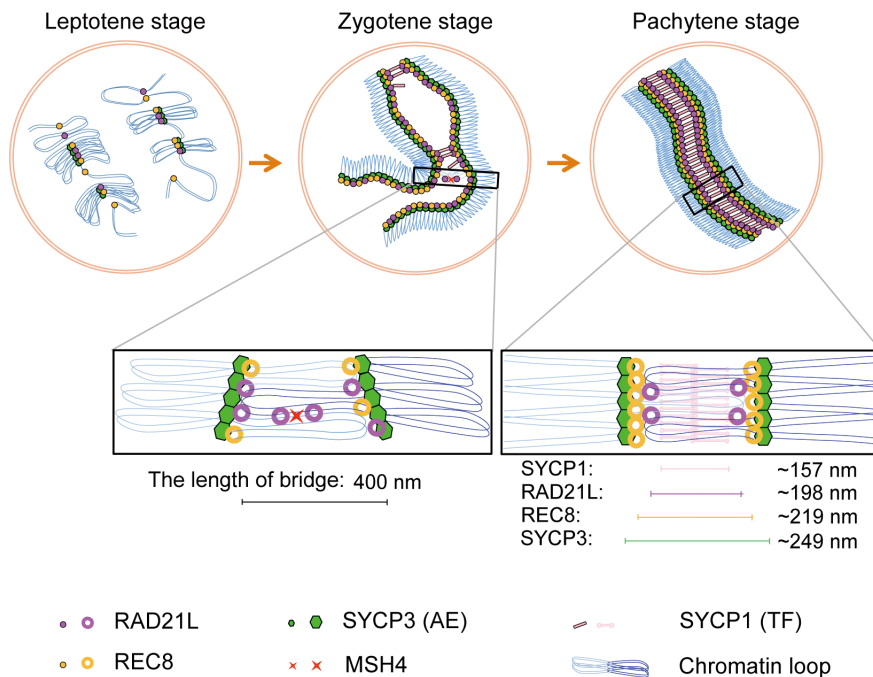 Leptotene stage
Zygotene stage
Pachytene stage
The length of bridge: 400 nm
SYCP1: ~157 nm
RAD21L: ~198 nm
REC8: ~219 nm
SYCP3: ~249 nm
RAD21L
SYCP3 (AE)
SYCP1 (TF)
REC8
MSH4
Chromatin loop